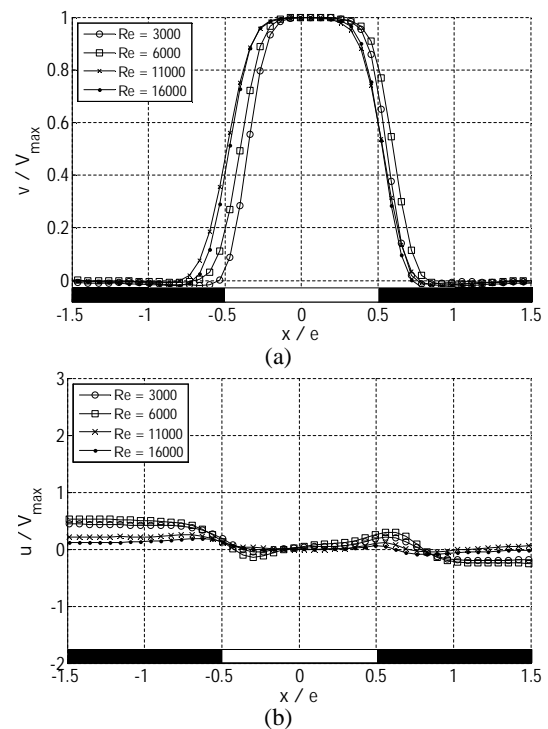 1
0.8
0.6
0.4
0.2
0
v / Vmax
Re = 3000
Re = 6000
Re = 11000
Re = 16000
-1.5 -1 -0.5 0 0.5 1 1.5
x / e
(a)
3
2
1
0
-1
-2
u / Vmax
Re = 3000
Re = 6000
Re = 11000
Re = 16000
-1.5 -1 -0.5 0 0.5 1 1.5
x / e
(b)